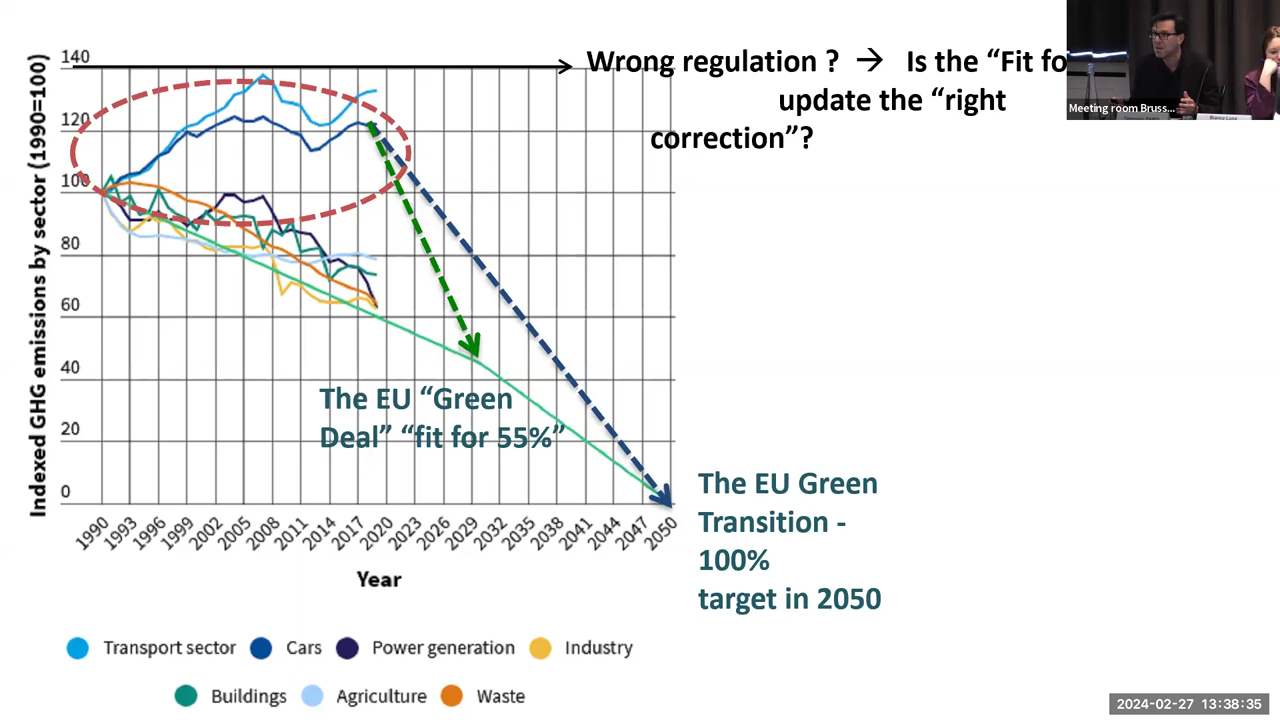 Wrong regulation ? → Is the “Fit fo
update the “right
correction”?
Meeting room Bruss...
Indexed GHG emissions by sector (1990=100)
140
120
100
80
60
40
20
0
The EU “Green
Deal” “fit for 55%”
The EU Green
Transition -
100%
target in 2050
1990 1993 1996 1999 2002 2005 2008 2011 2014 2017 2020 2023 2026 2029 2032 2035 2038 2041 2044 2047 2050
Year
Transport sector Cars Power generation Industry
Buildings Agriculture Waste
2024-02-27 13:38:35